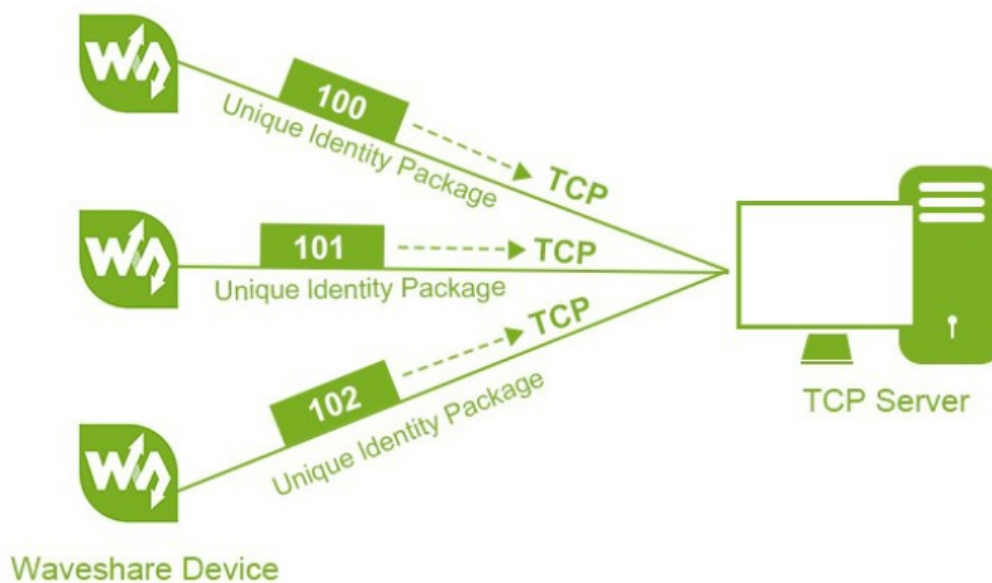 100
Unique Identity Package
TCP
101
Unique Identity Package
TCP
102
Unique Identity Package
TCP
TCP Server
Waveshare Device